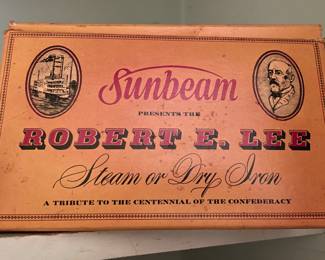 Sunbeam
PRESENTS THE
ROBERT E. LEE
Steam or Dry Iron
A TRIBUTE TO THE CENTENNIAL OF THE CONFEDERACY